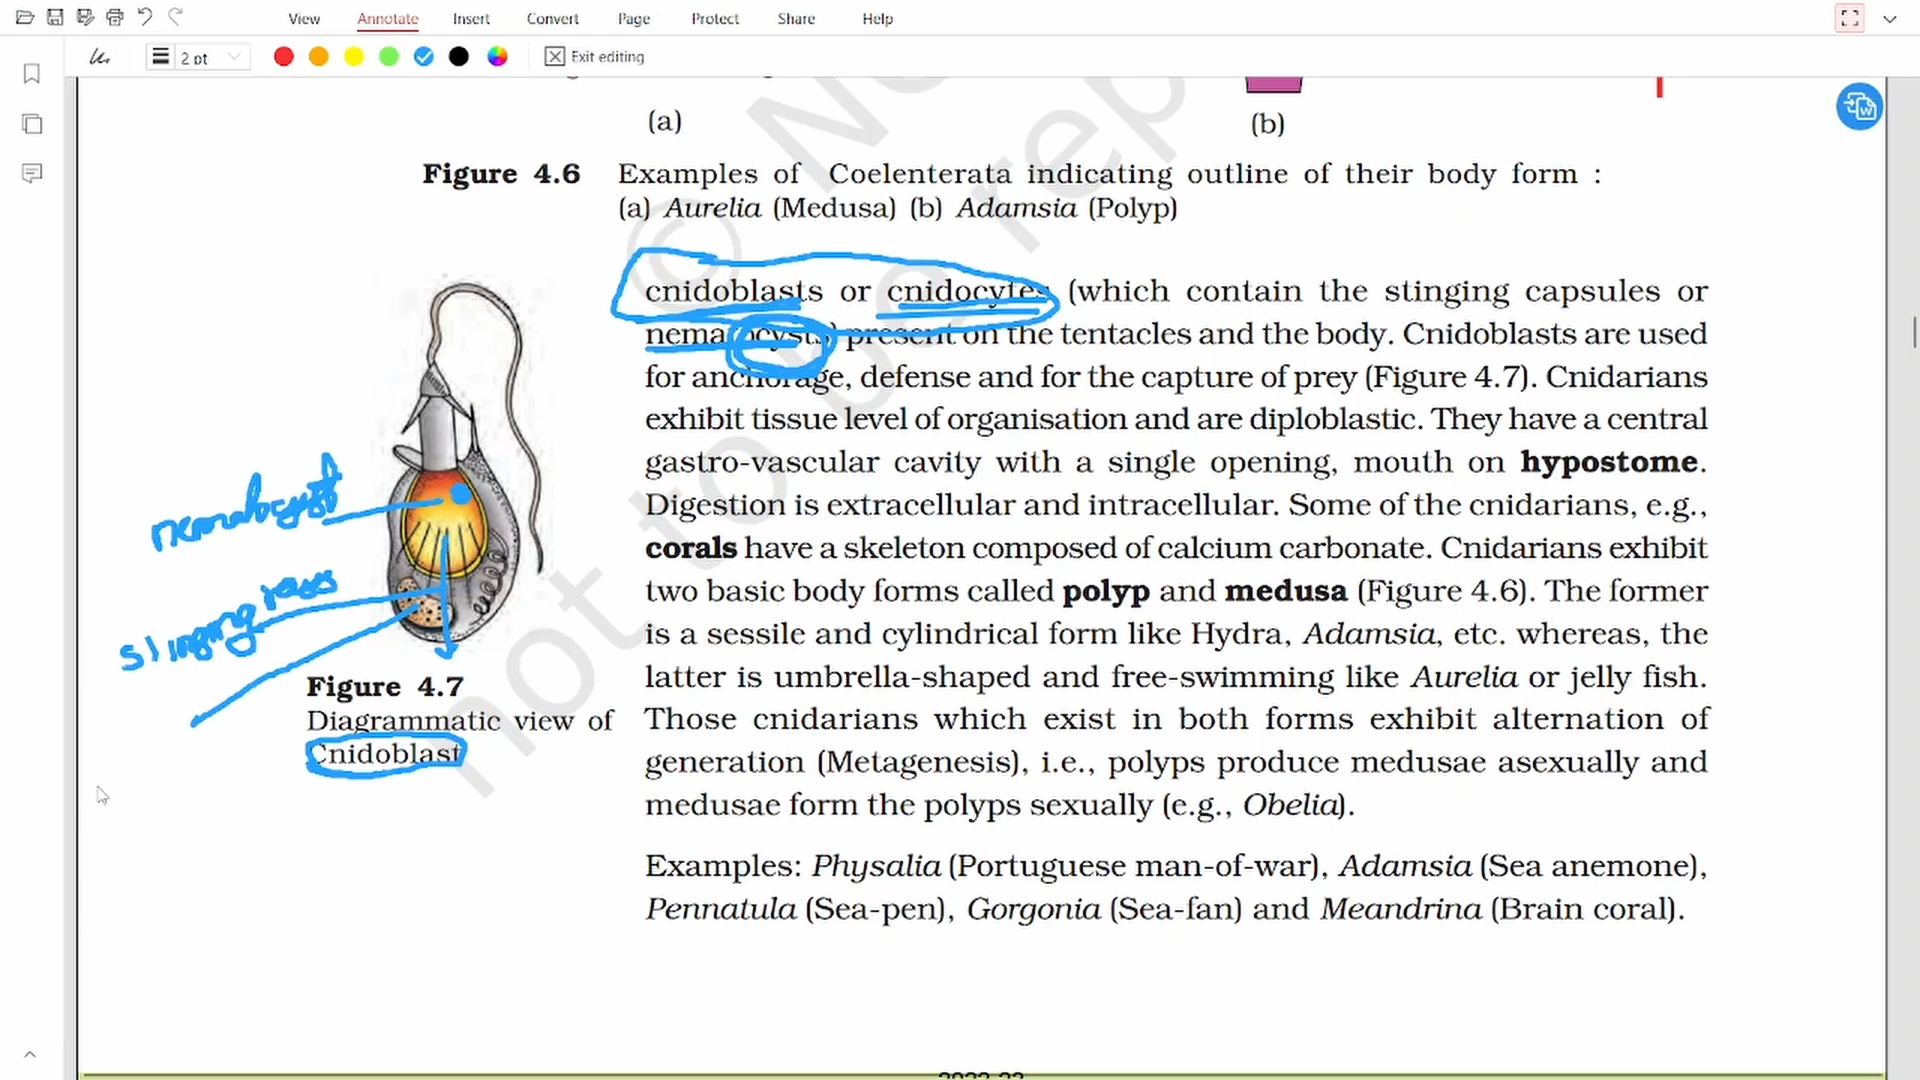 View Annotate Insert Convert Page Protect Share Help
2 pt Exit editing
(a) (b)
Figure 4.6 Examples of Coelenterata indicating outline of their body form :
(a) Aurelia (Medusa) (b) Adamsia (Polyp)
cnidoblasts or cnidocytes (which contain the stinging capsules or
nematocysts) present on the tentacles and the body. Cnidoblasts are used
for anchorage, defense and for the capture of prey (Figure 4.7). Cnidarians
exhibit tissue level of organisation and are diploblastic. They have a central
gastro-vascular cavity with a single opening, mouth on hypostome.
Digestion is extracellular and intracellular. Some of the cnidarians, e.g.,
corals have a skeleton composed of calcium carbonate. Cnidarians exhibit
two basic body forms called polyp and medusa (Figure 4.6). The former
is a sessile and cylindrical form like Hydra, Adamsia, etc. whereas, the
latter is umbrella-shaped and free-swimming like Aurelia or jelly fish.
Those cnidarians which exist in both forms exhibit alternation of
generation (Metagenesis), i.e., polyps produce medusae asexually and
medusae form the polyps sexually (e.g., Obelia).
Examples: Physalia (Portuguese man-of-war), Adamsia (Sea anemone),
Pennatula (Sea-pen), Gorgonia (Sea-fan) and Meandrina (Brain coral).
nematocyst
stinging
Figure 4.7
Diagrammatic view of
Cnidoblast
not to be rep